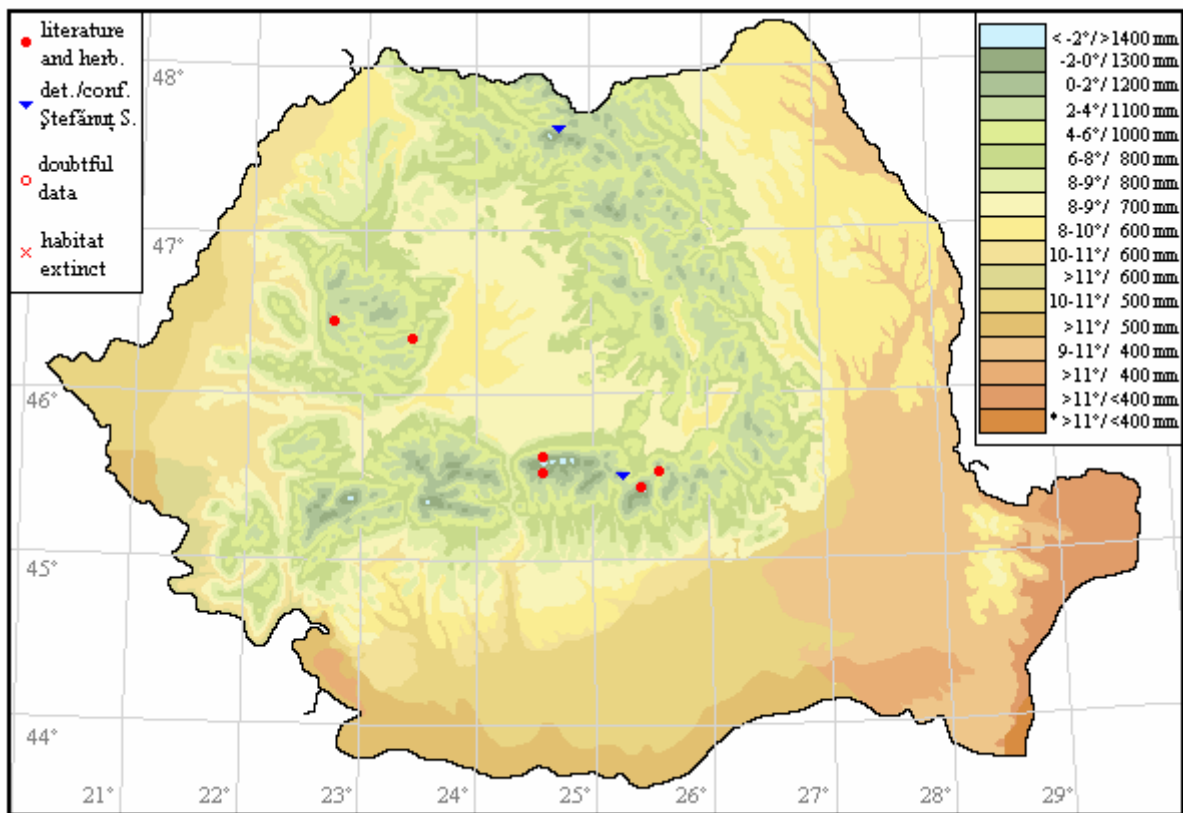 literature
and herb.
det./conf.
Ştefănuţ S.
doubtful
data
habitat
extinct
< -2°/>1400 mm
-2-0°/1300 mm
0-2°/1200 mm
2-4°/1100 mm
4-6°/1000 mm
6-8°/ 800 mm
8-9°/ 800 mm
8-9°/ 700 mm
8-10°/ 600 mm
10-11°/ 600 mm
>11°/ 600 mm
10-11°/ 500 mm
>11°/ 500 mm
9-11°/ 400 mm
>11°/ 400 mm
>11°/<400 mm
* >11°/<400 mm
48°
47°
46°
45°
44°
21° 22° 23° 24° 25° 26° 27° 28° 29°